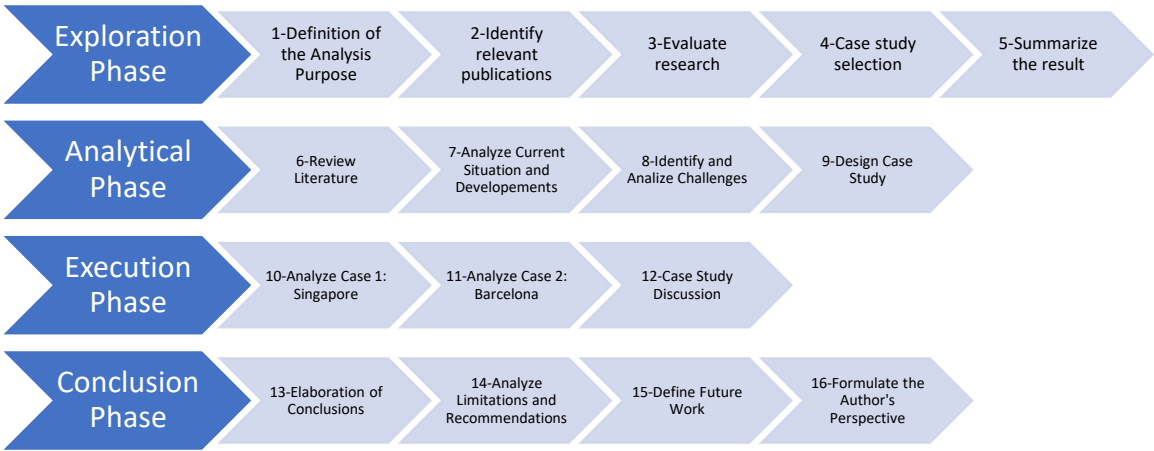 Exploration
Phase
1-Definition of
the Analysis
Purpose
2-Identify
relevant
publications
3-Evaluate
research
4-Case study
selection
5-Summarize
the result
Analytical
Phase
6-Review
Literature
7-Analyze Current
Situation and
Developements
8-Identify and
Analize Challenges
9-Design Case
Study
Execution
Phase
10-Analyze Case 1:
Singapore
11-Analyze Case 2:
Barcelona
12-Case Study
Discussion
Conclusion
Phase
13-Elaboration of
Conclusions
14-Analyze
Limitations and
Recommendations
15-Define Future
Work
16-Formulate the
Author's
Perspective